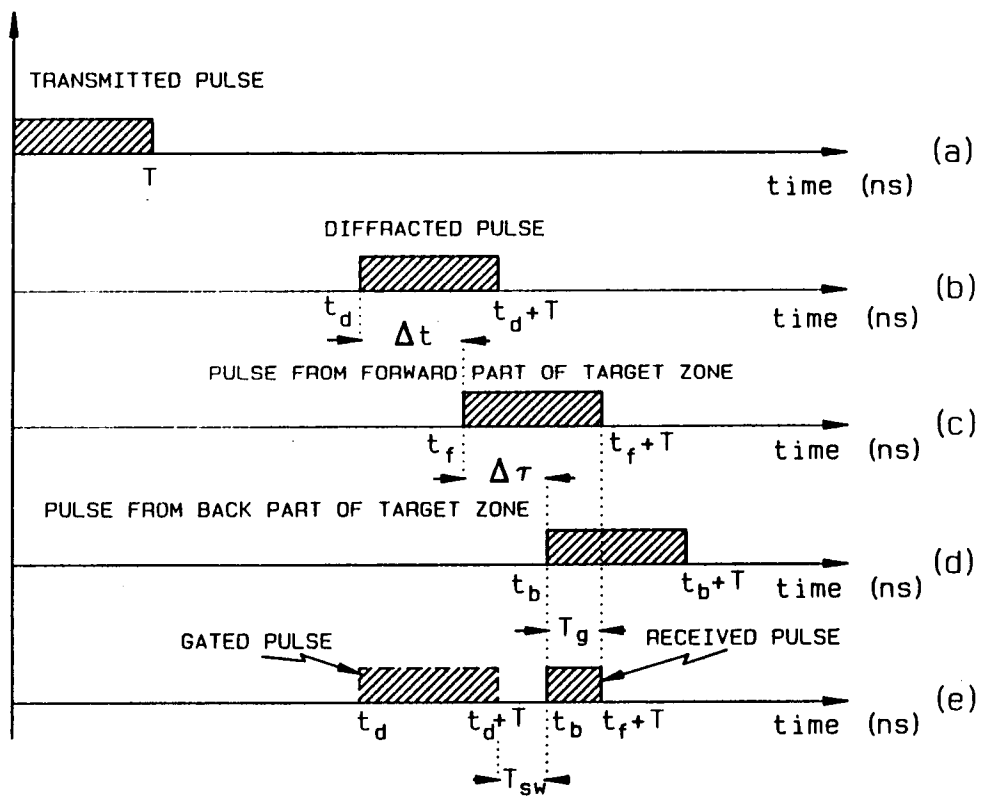 TRANSMITTED PULSE
T
(a)
time (ns)
DIFFRACTED PULSE
t_d
t_d+T
time (ns)
(b)
Δt
PULSE FROM FORWARD PART OF TARGET ZONE
t_f
t_f+T
time (ns)
(c)
Δτ
PULSE FROM BACK PART OF TARGET ZONE
t_b
t_b+T
time (ns)
(d)
T_g
GATED PULSE
RECEIVED PULSE
t_d
t_d+T
t_b
t_f+T
time (ns)
(e)
T_sw